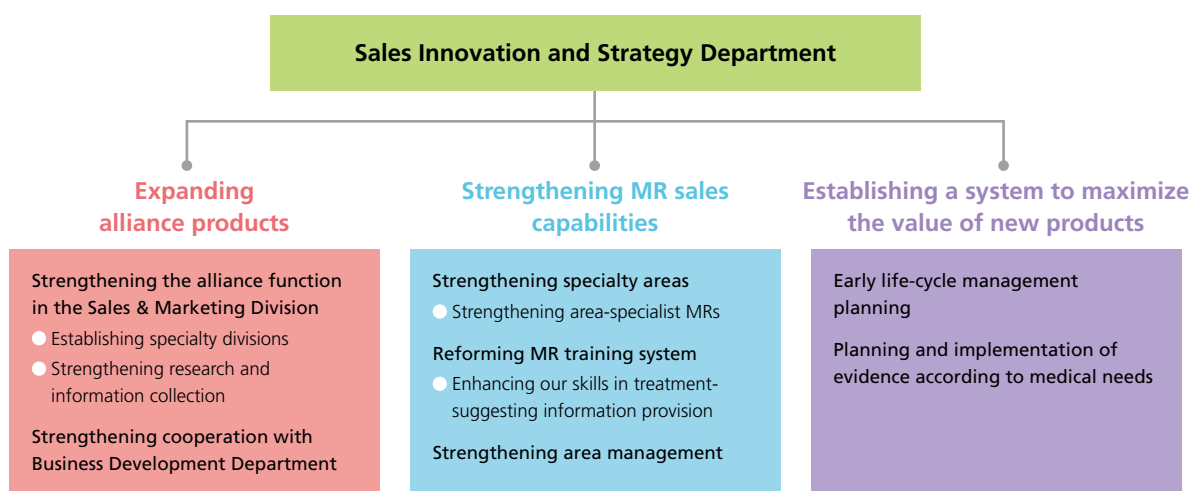 Sales Innovation and Strategy Department
Expanding
alliance products
Strengthening the alliance function
in the Sales & Marketing Division
Establishing specialty divisions
Strengthening research and
information collection
Strengthening cooperation with
Business Development Department
Strengthening MR sales
capabilities
Strengthening specialty areas
Strengthening area-specialist MRs
Reforming MR training system
Enhancing our skills in treatment-
suggesting information provision
Strengthening area management
Establishing a system to maximize
the value of new products
Early life-cycle management
planning
Planning and implementation of
evidence according to medical needs